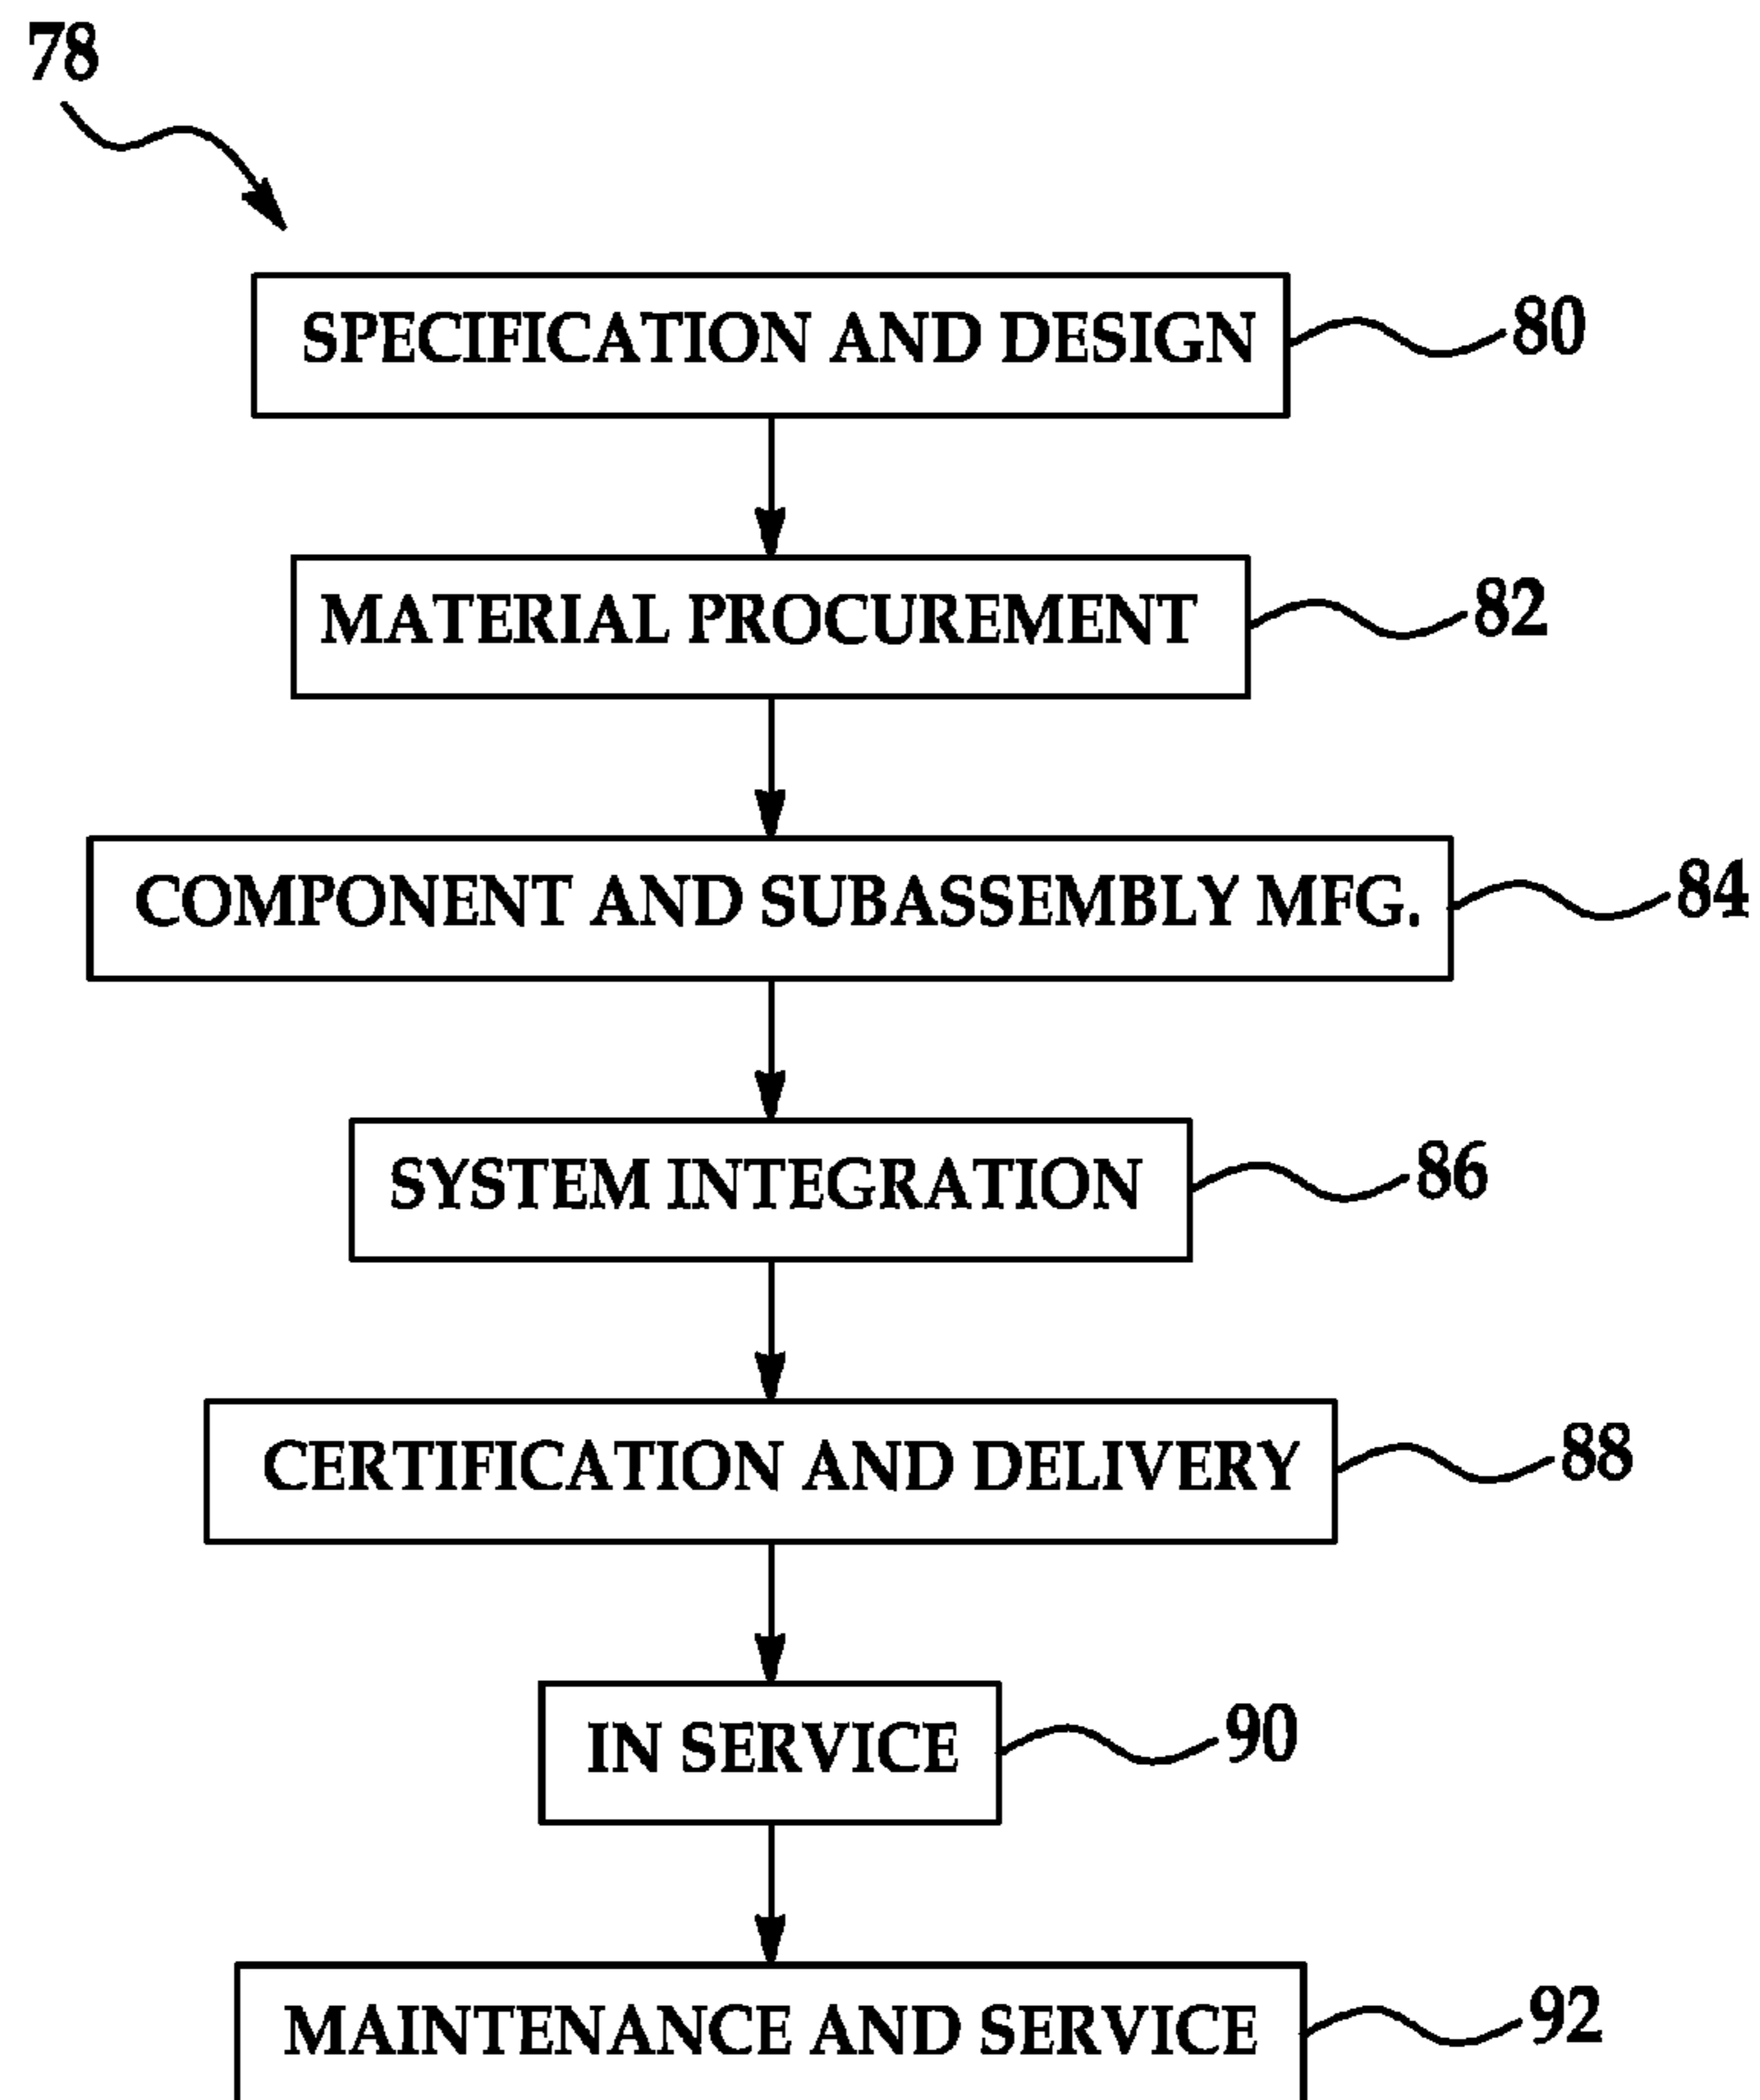 78
SPECIFICATION AND DESIGN 80
MATERIAL PROCUREMENT 82
COMPONENT AND SUBASSEMBLY MFG. 84
SYSTEM INTEGRATION 86
CERTIFICATION AND DELIVERY 88
IN SERVICE 90
MAINTENANCE AND SERVICE 92